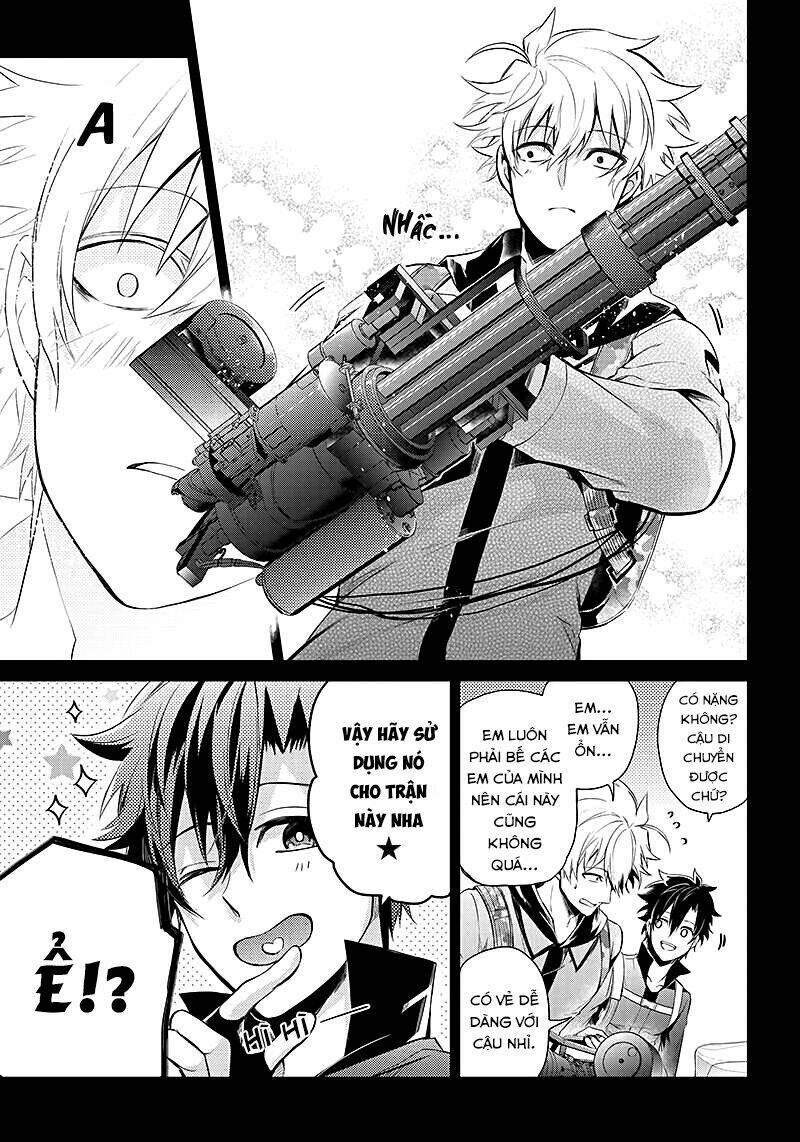 NHẤC...
A
CÓ NẶNG
KHÔNG?
CẬU DI
CHUYỂN
ĐƯỢC
CHỨ?
EM...
EM VẪN
ỔN...
EM LUÔN
PHẢI BẾ CÁC
EM CỦA MÌNH
NÊN CÁI NÀY
CŨNG
KHÔNG
QUÁ...
CÓ VẺ DỄ
DÀNG VỚI
CẬU NHỈ.
VẬY HÃY SỬ
DỤNG NÓ
CHO TRẬN
NÀY NHA
★
HÌ HÌ
Ể!?